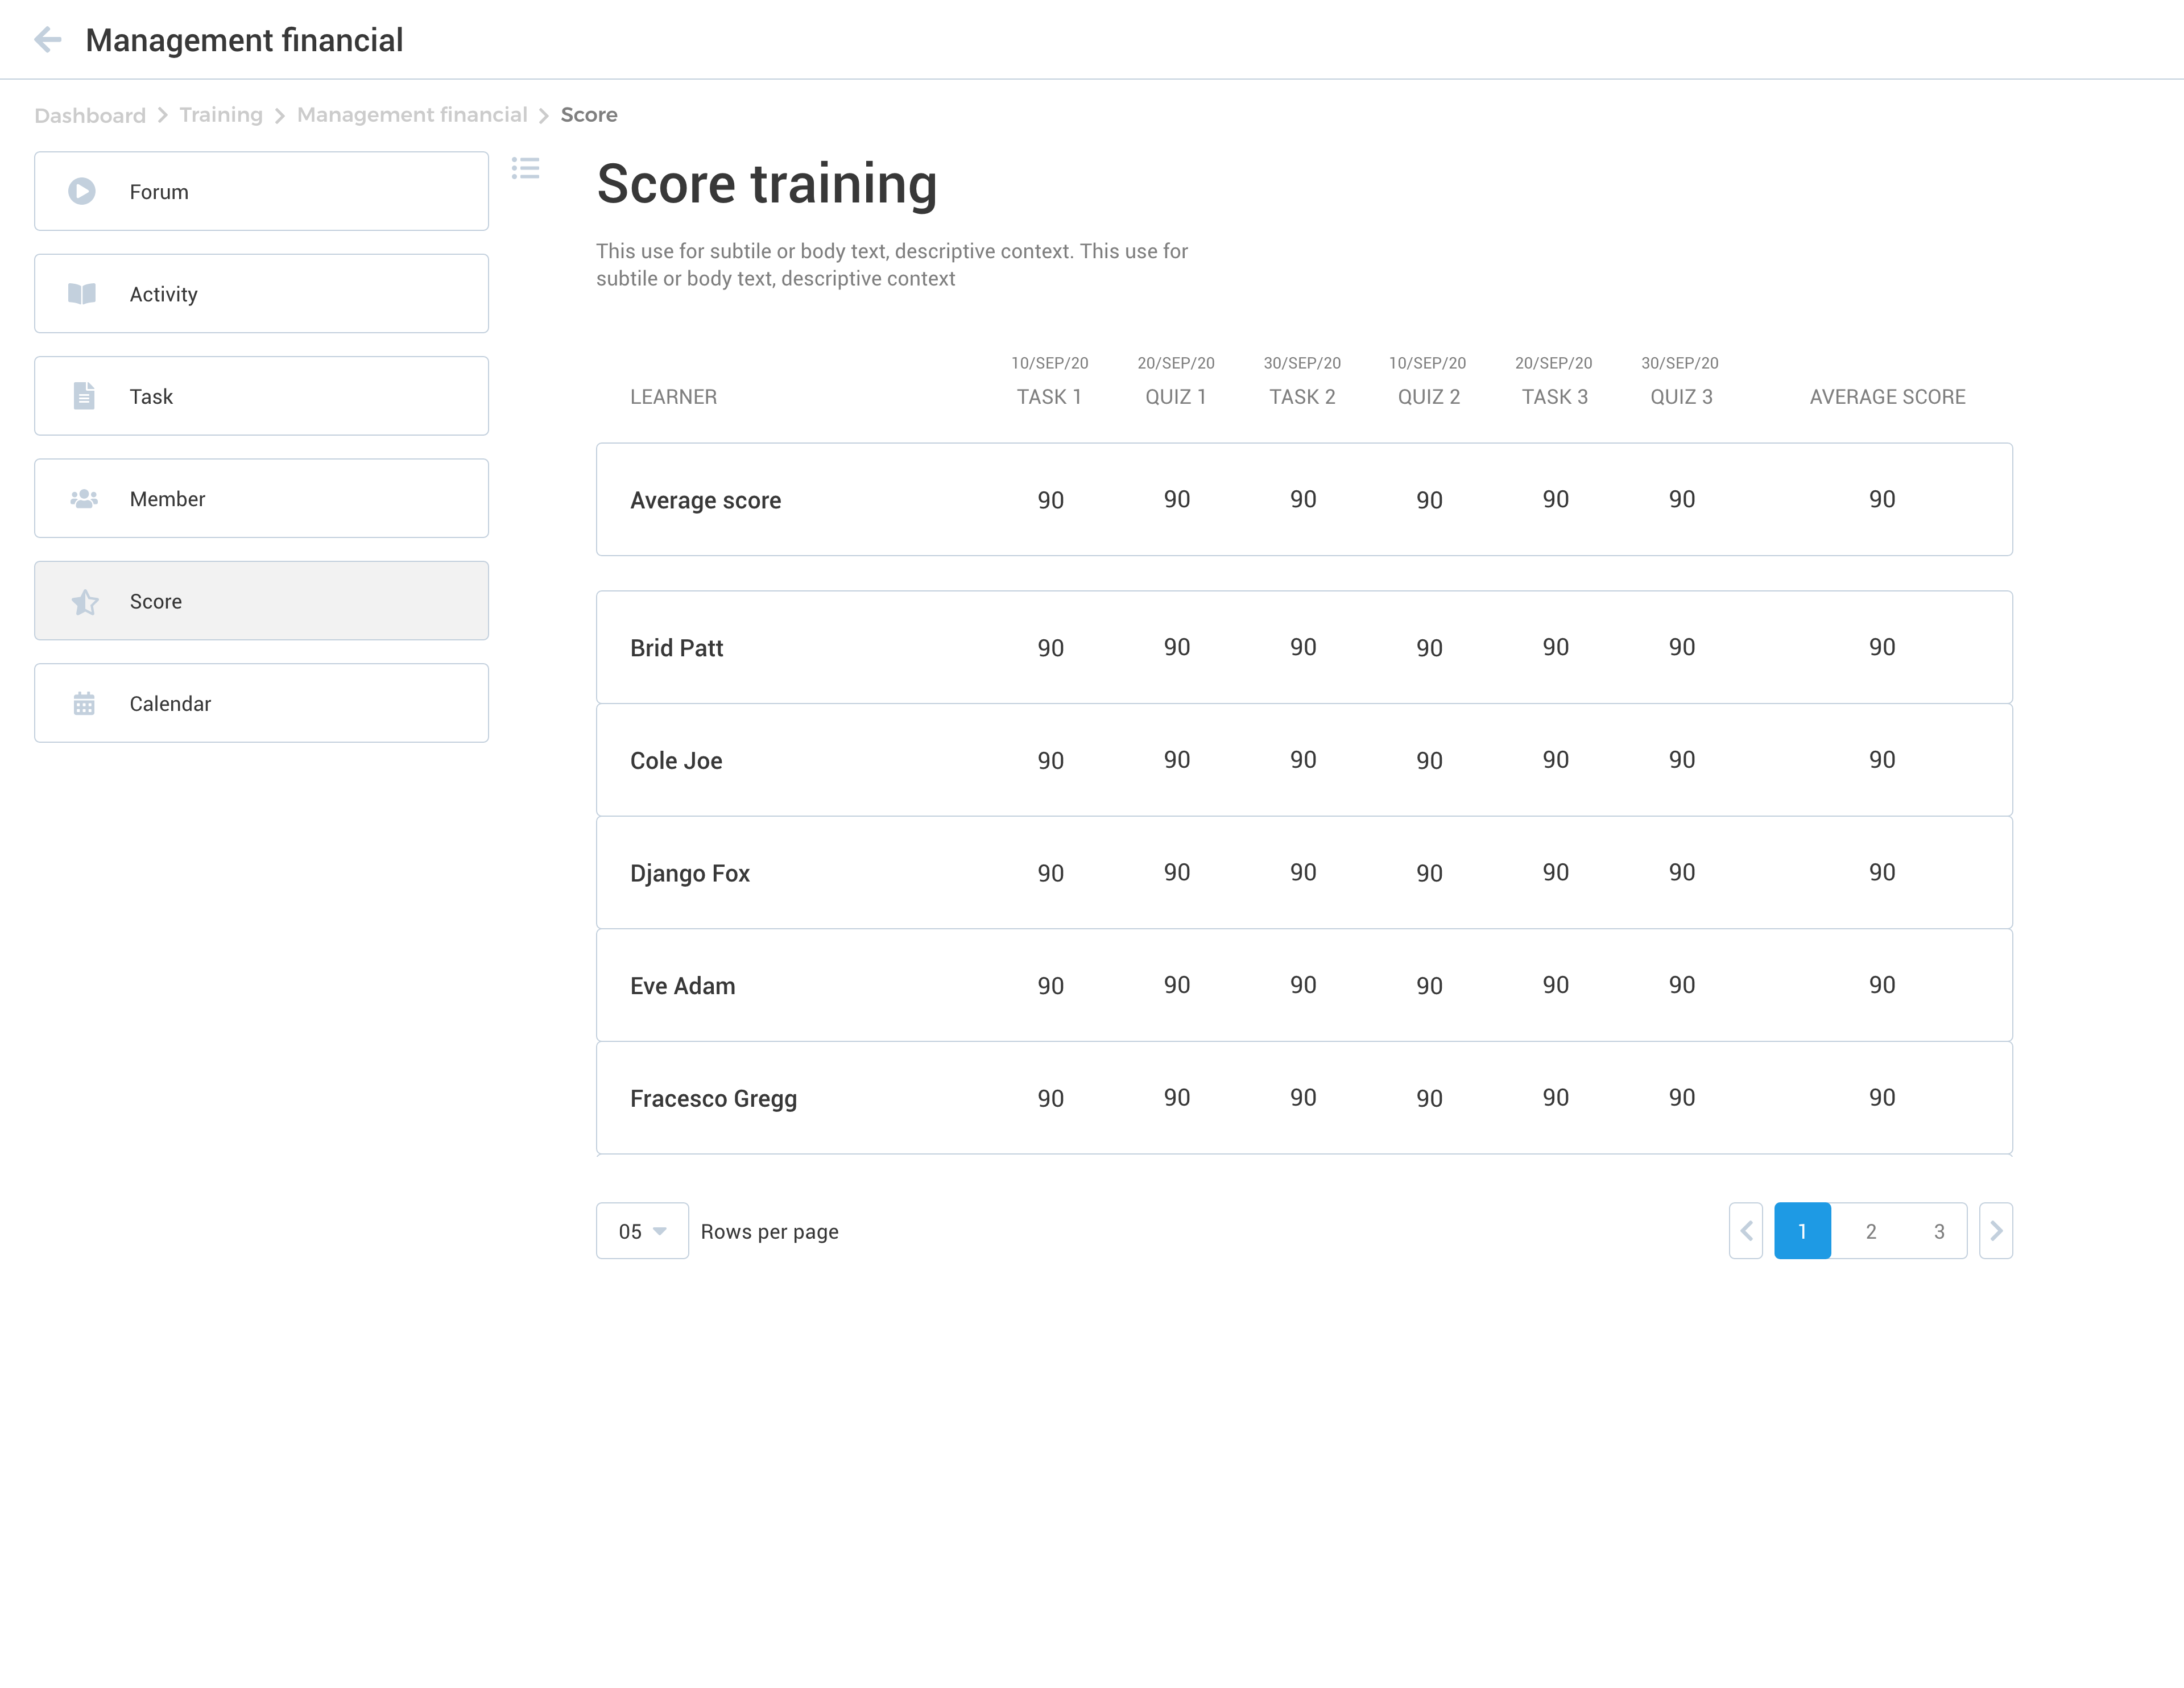 Management financial
Dashboard Training Management financial Score
Forum
Activity
Task
Member
Score
Calendar
Score training
This use for subtile or body text, descriptive context. This use for
subtile or body text, descriptive context
10/SEP/20 20/SEP/20 30/SEP/20 10/SEP/20 20/SEP/20 30/SEP/20
LEARNER TASK 1 QUIZ 1 TASK 2 QUIZ 2 TASK 3 QUIZ 3 AVERAGE SCORE
Average score 90 90 90 90 90 90 90
Brid Patt 90 90 90 90 90 90 90
Cole Joe 90 90 90 90 90 90 90
Django Fox 90 90 90 90 90 90 90
Eve Adam 90 90 90 90 90 90 90
Fracesco Gregg 90 90 90 90 90 90 90
05 Rows per page 1 2 3